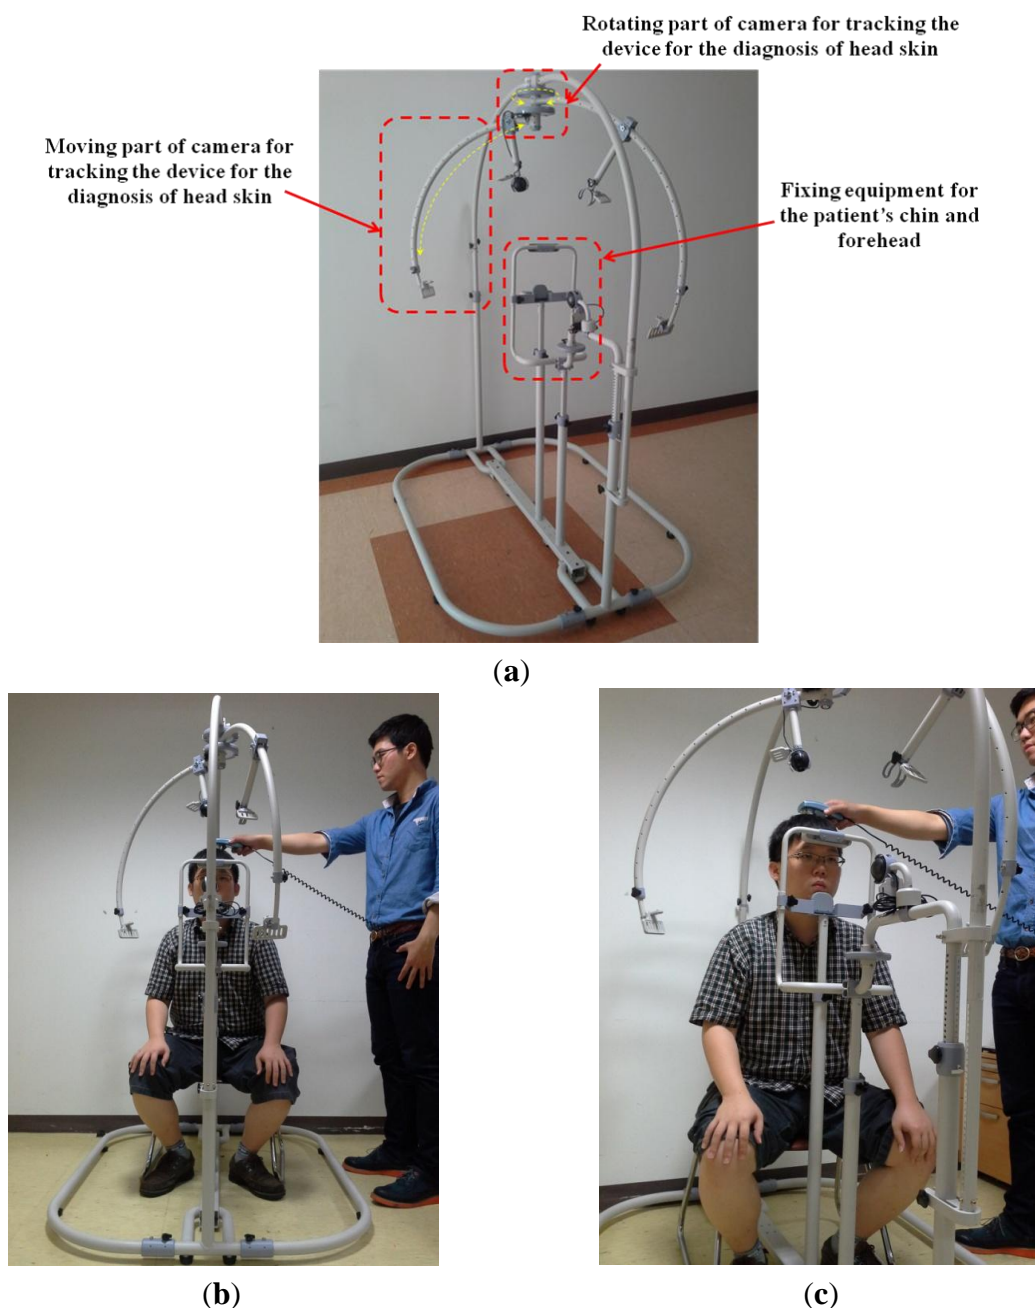 Rotating part of camera for tracking the
device for the diagnosis of head skin
Moving part of camera for
tracking the device for the
diagnosis of head skin
Fixing equipment for
the patient's chin and
forehead
(a)
(b)
(c)